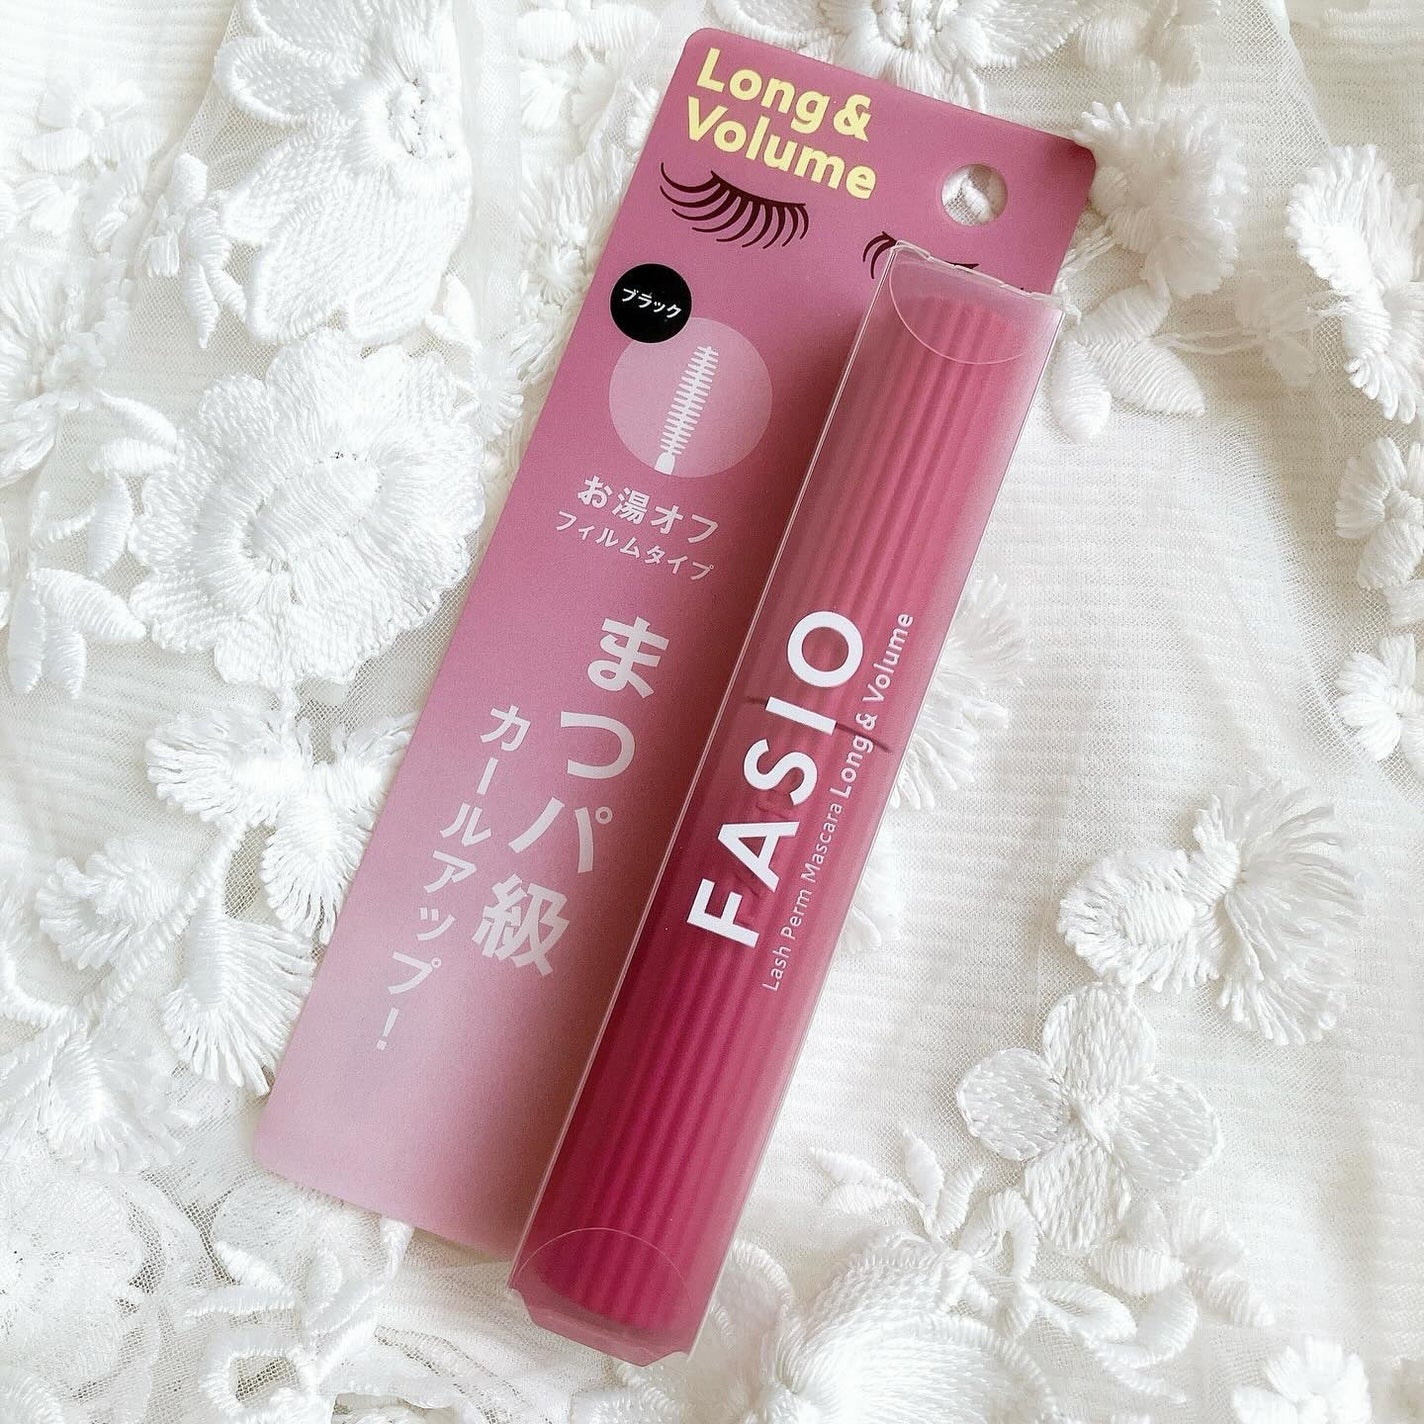 Long &
Volume
ブラック
お湯オフ
フィルムタイプ
まつパ級
カールアップ!
FASIO
Lash Perm Mascara Long & Volume